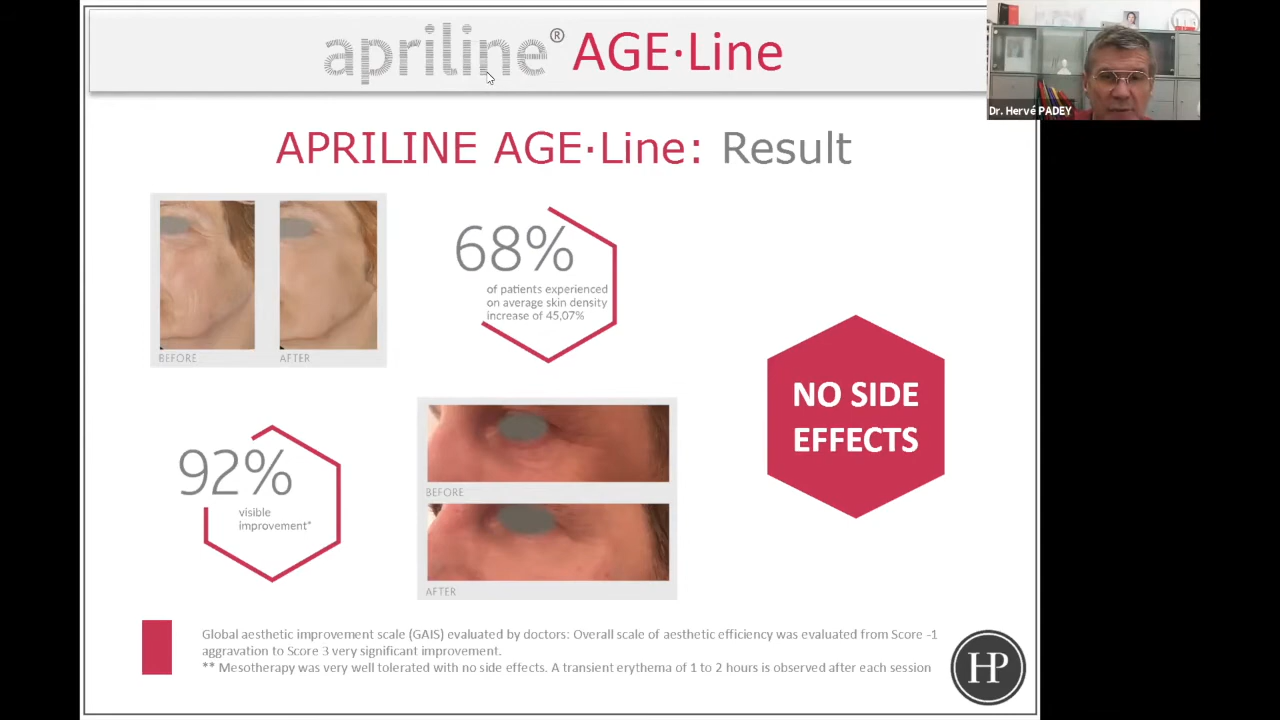 apriline® AGE·Line
Dr. Hervé PADEY
APRILINE AGE·Line: Result
BEFORE
AFTER
68%
of patients experienced
on average skin density
increase of 45,07%
NO SIDE
EFFECTS
92%
visible
improvement*
BEFORE
AFTER
Global aesthetic improvement scale (GAIS) evaluated by doctors: Overall scale of aesthetic efficiency was evaluated from Score -1
aggravation to Score 3 very significant improvement.
** Mesotherapy was very well tolerated with no side effects. A transient erythema of 1 to 2 hours is observed after each session
HP